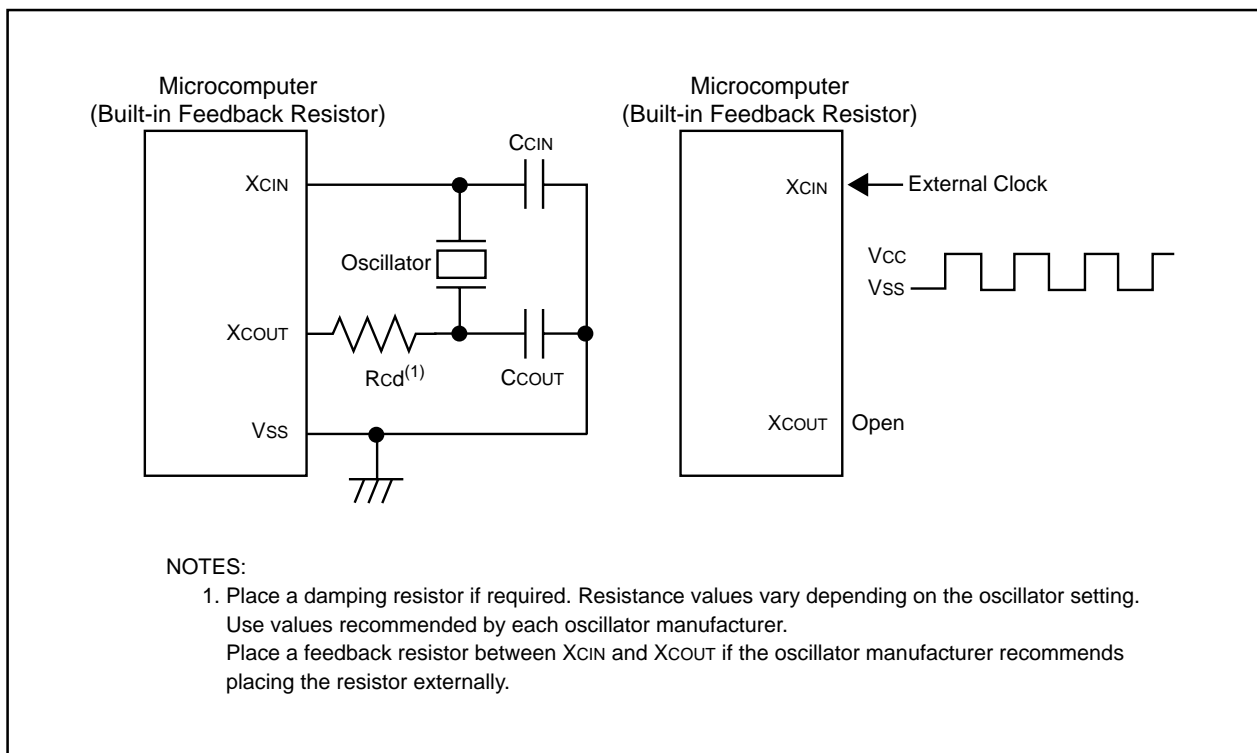 Microcomputer
(Built-in Feedback Resistor)
XCIN
CCIN
Oscillator
XCOUT
RCd(1)
CCOUT
VSS
Microcomputer
(Built-in Feedback Resistor)
XCIN
External Clock
VCC
VSS
XCOUT
Open
NOTES:
1. Place a damping resistor if required. Resistance values vary depending on the oscillator setting.
Use values recommended by each oscillator manufacturer.
Place a feedback resistor between XCIN and XCOUT if the oscillator manufacturer recommends
placing the resistor externally.